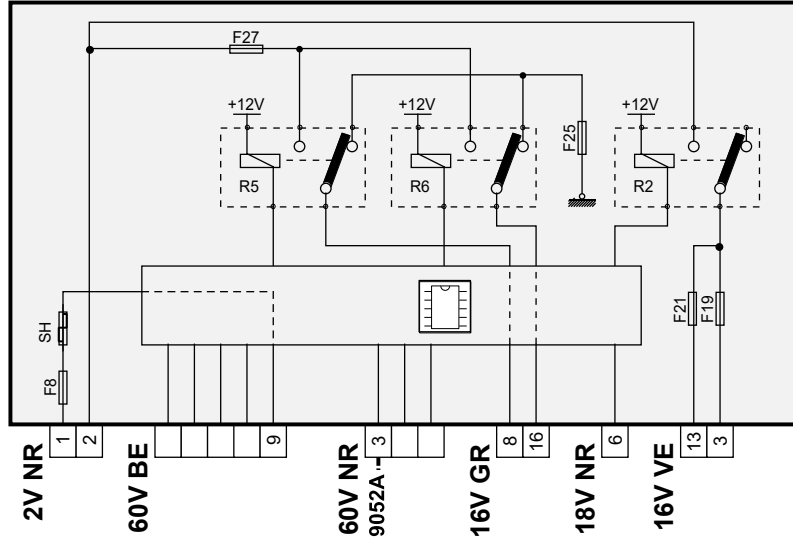 F27
+12V
+12V
F25
+12V
R5
R6
R2
SH
F8
F21
F19
1
2
9
3
8
16
6
13
3
2V NR
60V BE
60V NR
9052A
16V GR
18V NR
16V VE